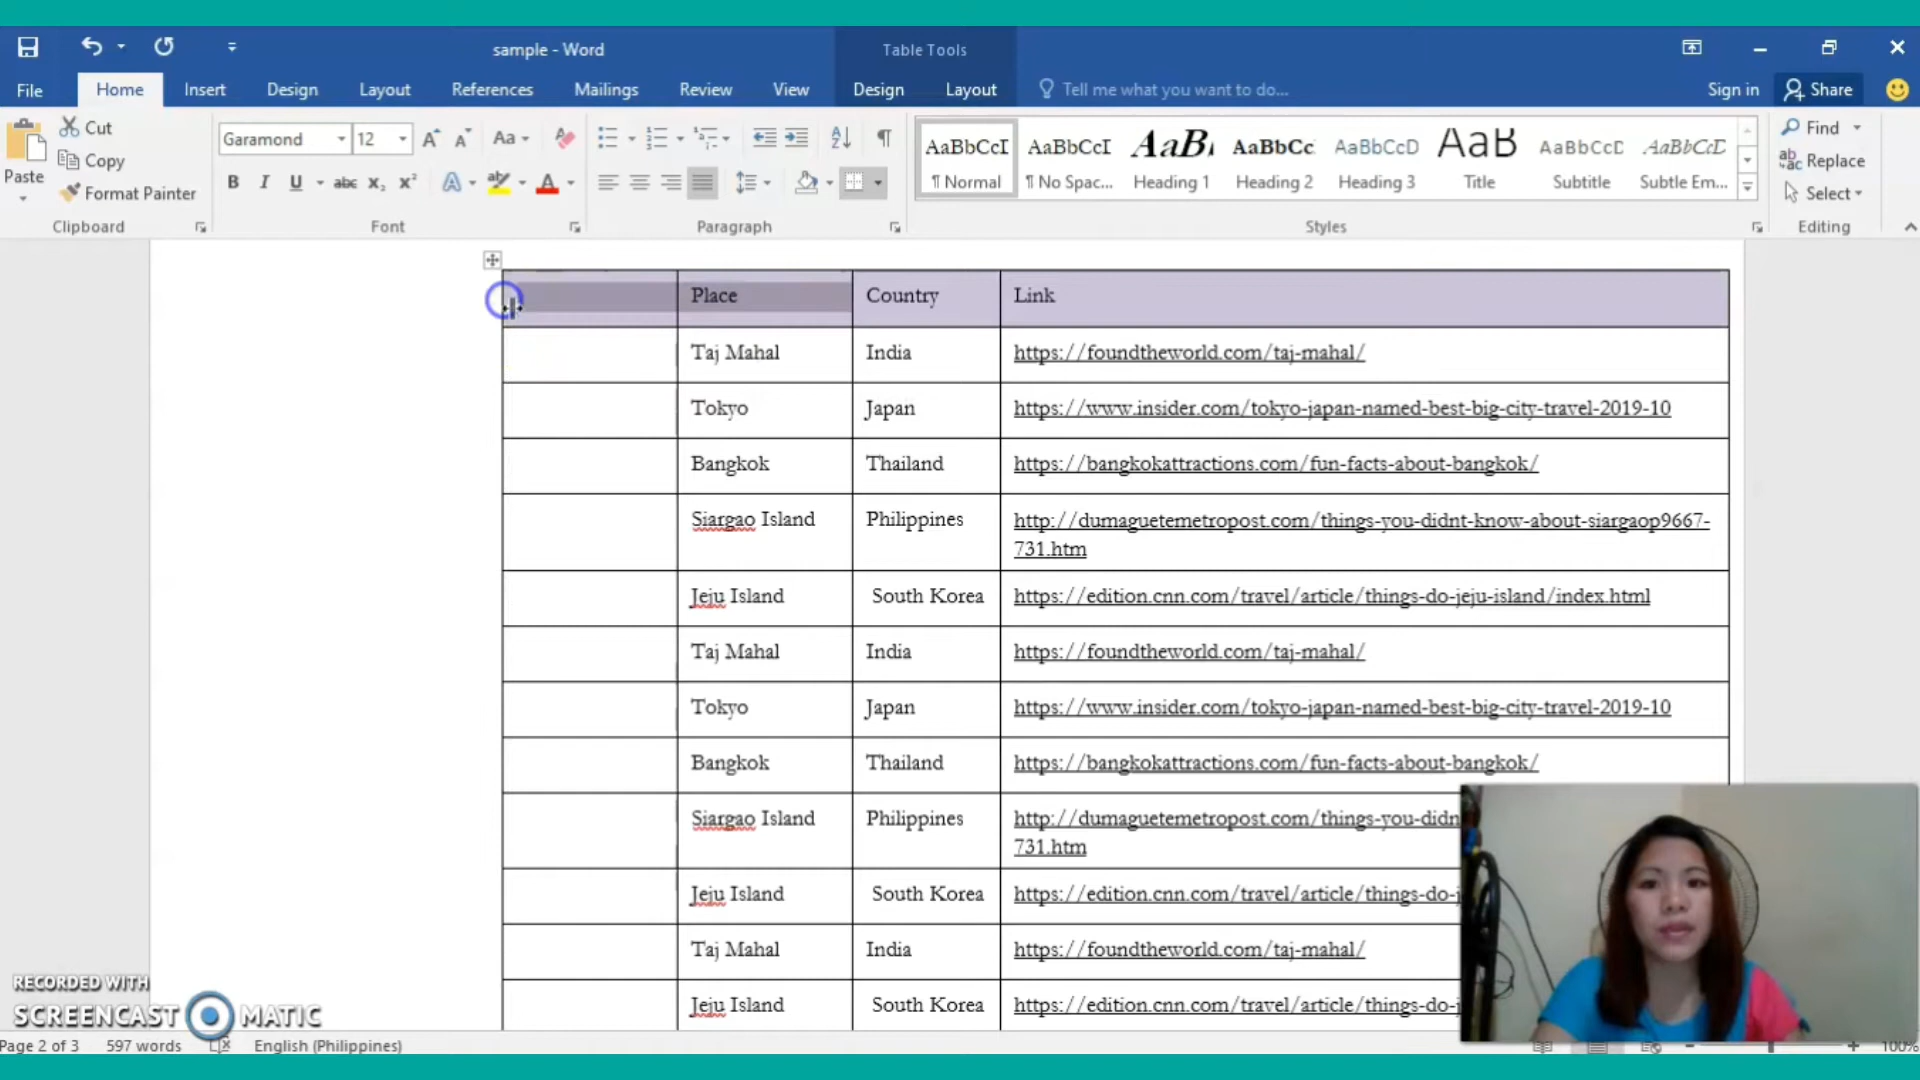 sample - Word
Table Tools
File
Home
Insert
Design
Layout
References
Mailings
Review
View
Design
Layout
Tell me what you want to do...
Sign in
Share
Paste
Cut
Copy
Format Painter
Clipboard
Garamond
12
Font
Paragraph
AaBbCcI
¶ Normal
AaBbCcI
¶ No Spac...
AaB
Heading 1
AaBbCc
Heading 2
AaBbCcD
Heading 3
AaB
Title
AaBbCcD
Subtitle
AaBbCcD
Subtle Em...
Styles
Find
Replace
Select
Editing
Place Country Link
Taj Mahal India https://foundtheworld.com/taj-mahal/
Tokyo Japan https://www.insider.com/tokyo-japan-named-best-big-city-travel-2019-10
Bangkok Thailand https://bangkokattractions.com/fun-facts-about-bangkok/
Siargao Island Philippines http://dumaguetemetropost.com/things-you-didnt-know-about-siargaop9667-
731.htm
Jeju Island South Korea https://edition.cnn.com/travel/article/things-do-jeju-island/index.html
Taj Mahal India https://foundtheworld.com/taj-mahal/
Tokyo Japan https://www.insider.com/tokyo-japan-named-best-big-city-travel-2019-10
Bangkok Thailand https://bangkokattractions.com/fun-facts-about-bangkok/
Siargao Island Philippines http://dumaguetemetropost.com/things-you-didn
731.htm
Jeju Island South Korea https://edition.cnn.com/travel/article/things-do-j
Taj Mahal India https://foundtheworld.com/taj-mahal/
Jeju Island South Korea https://edition.cnn.com/travel/article/things-do-j
RECORDED WITH
SCREENCAST MATIC
Page 2 of 3
597 words
English (Philippines)
100%